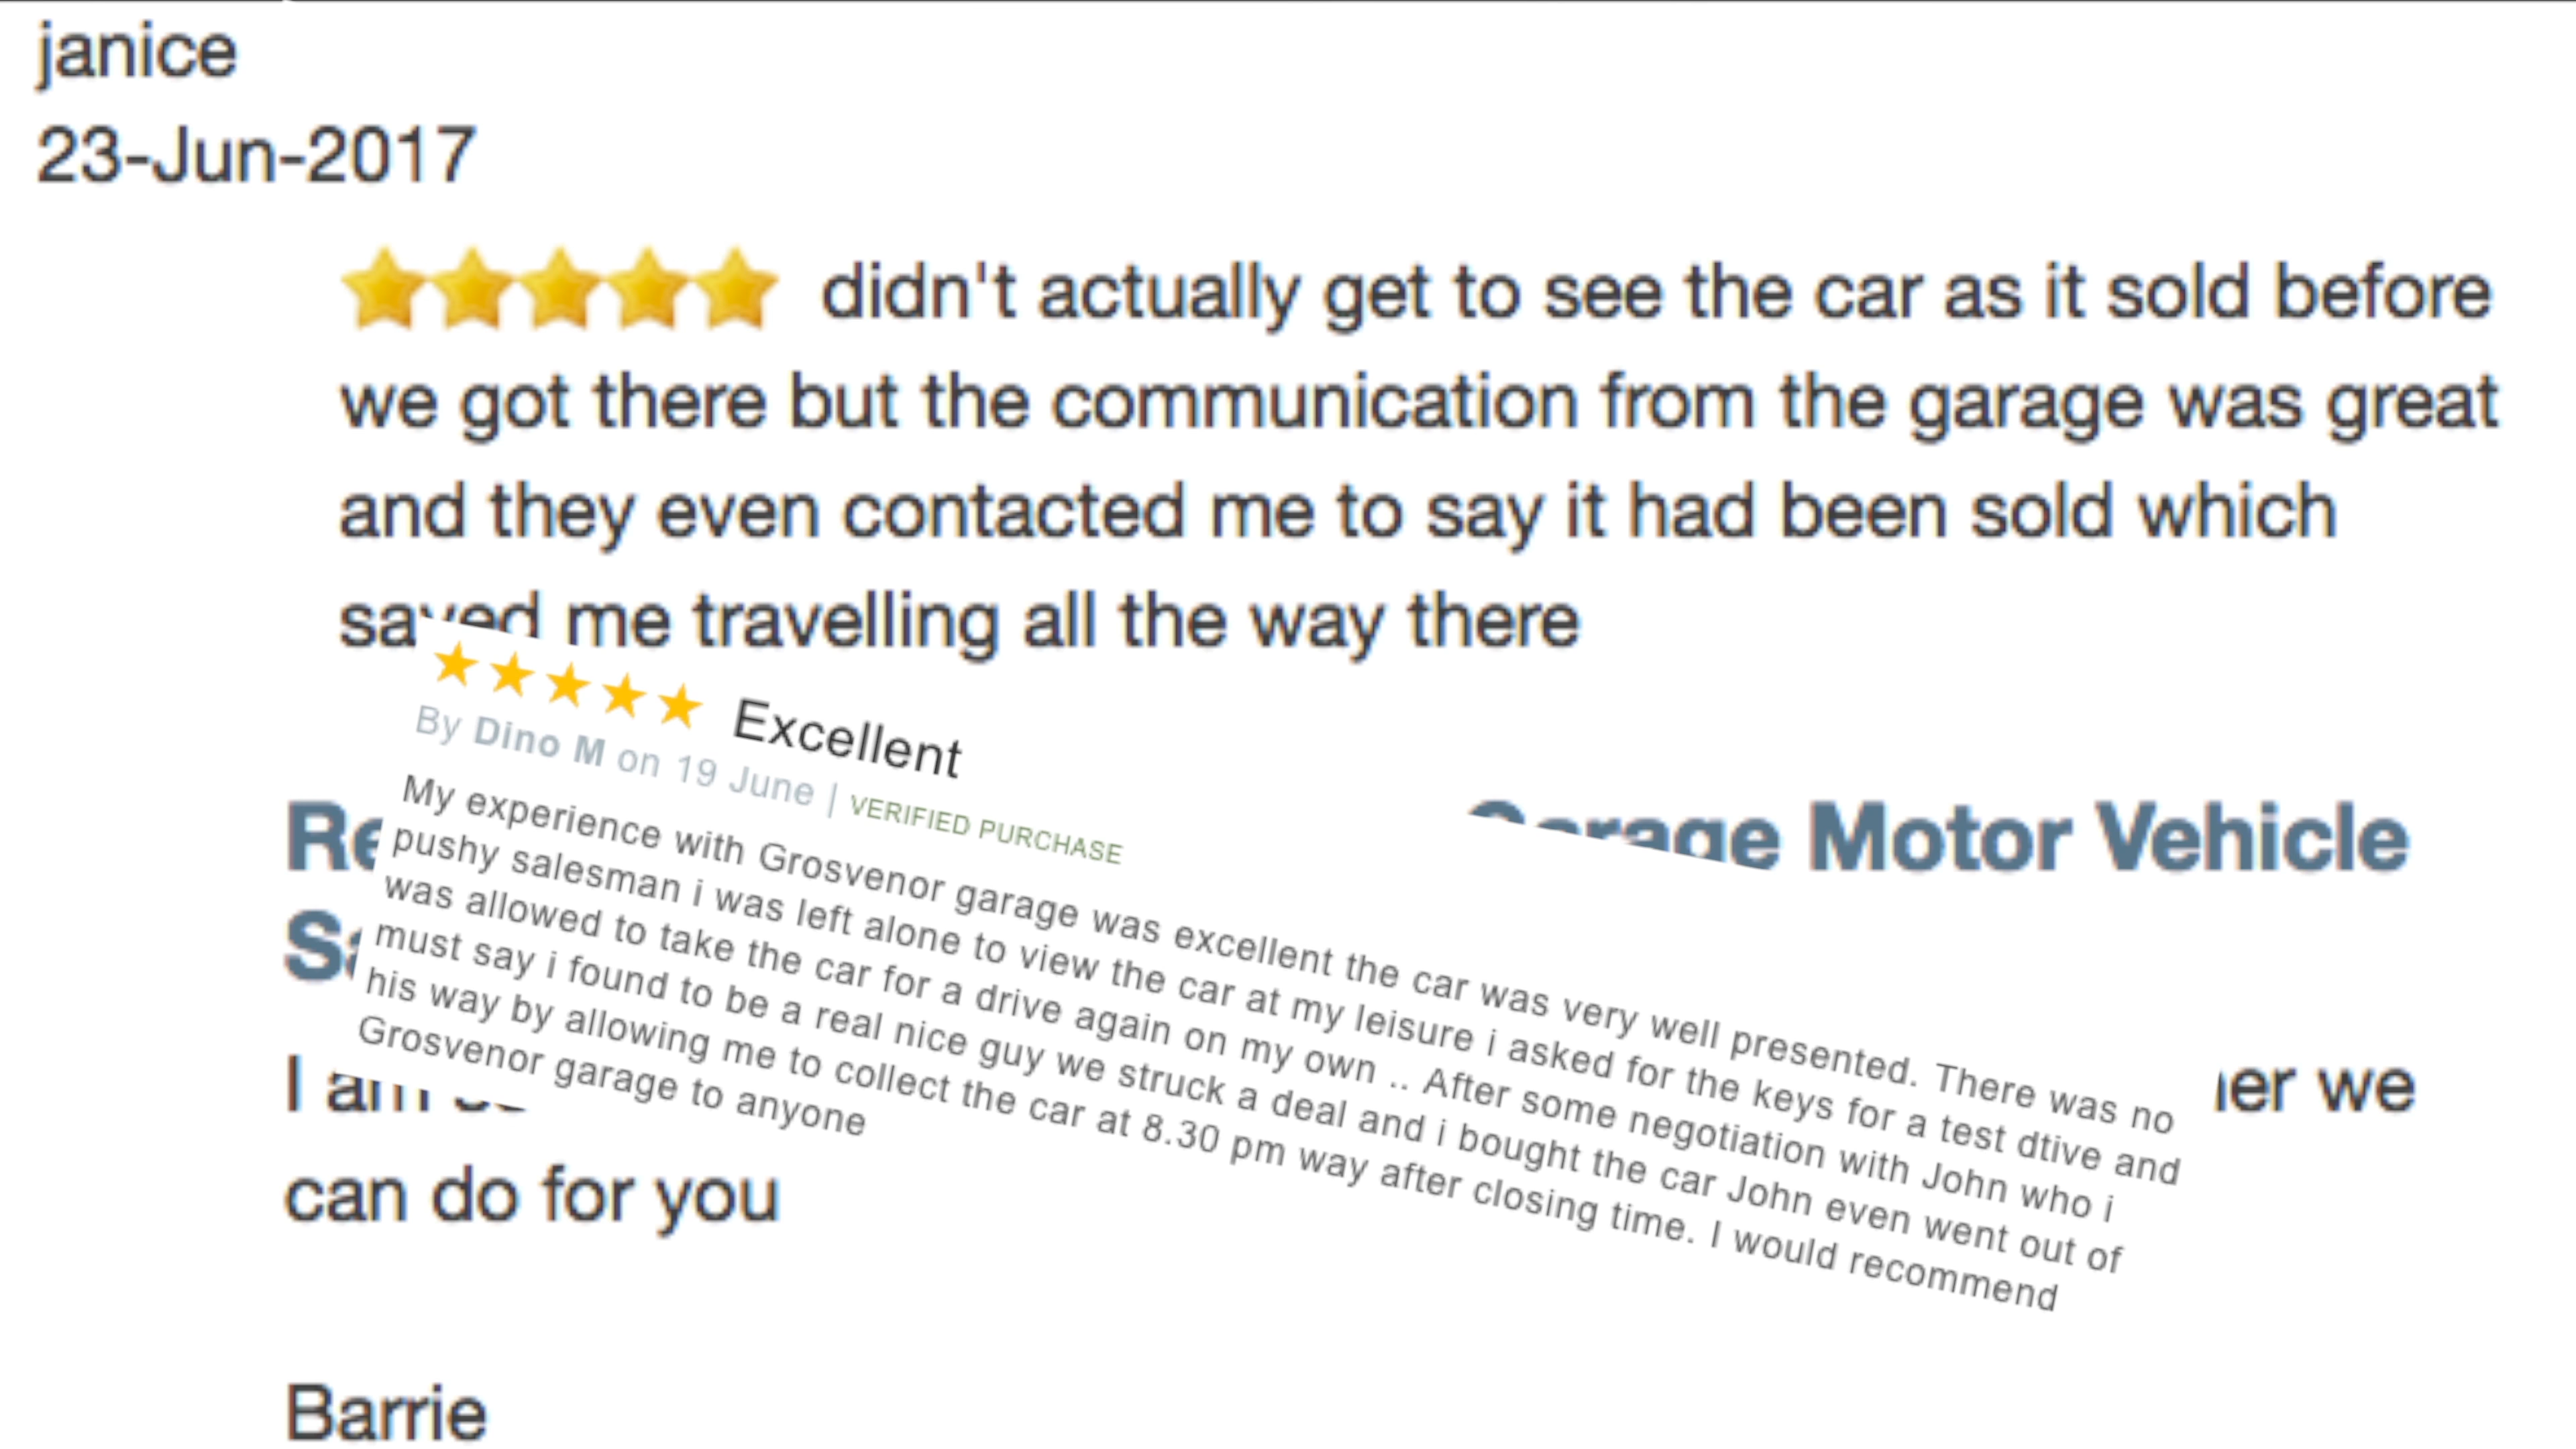 janice
23-Jun-2017
didn't actually get to see the car as it sold before
we got there but the communication from the garage was great
and they even contacted me to say it had been sold which
saved me travelling all the way there
Excellent
By Dino M on 19 June | VERIFIED PURCHASE
My experience with Grosvenor garage was excellent the car was very well presented. There was no
pushy salesman i was left alone to view the car at my leisure i asked for the keys for a test dtive and
was allowed to take the car for a drive again on my own .. After some negotiation with John who i
must say i found to be a real nice guy we struck a deal and i bought the car John even went out of
his way by allowing me to collect the car at 8.30 pm way after closing time. I would recommend
Grosvenor garage to anyone
Garage Motor Vehicle
I am we
can do for you
Barrie